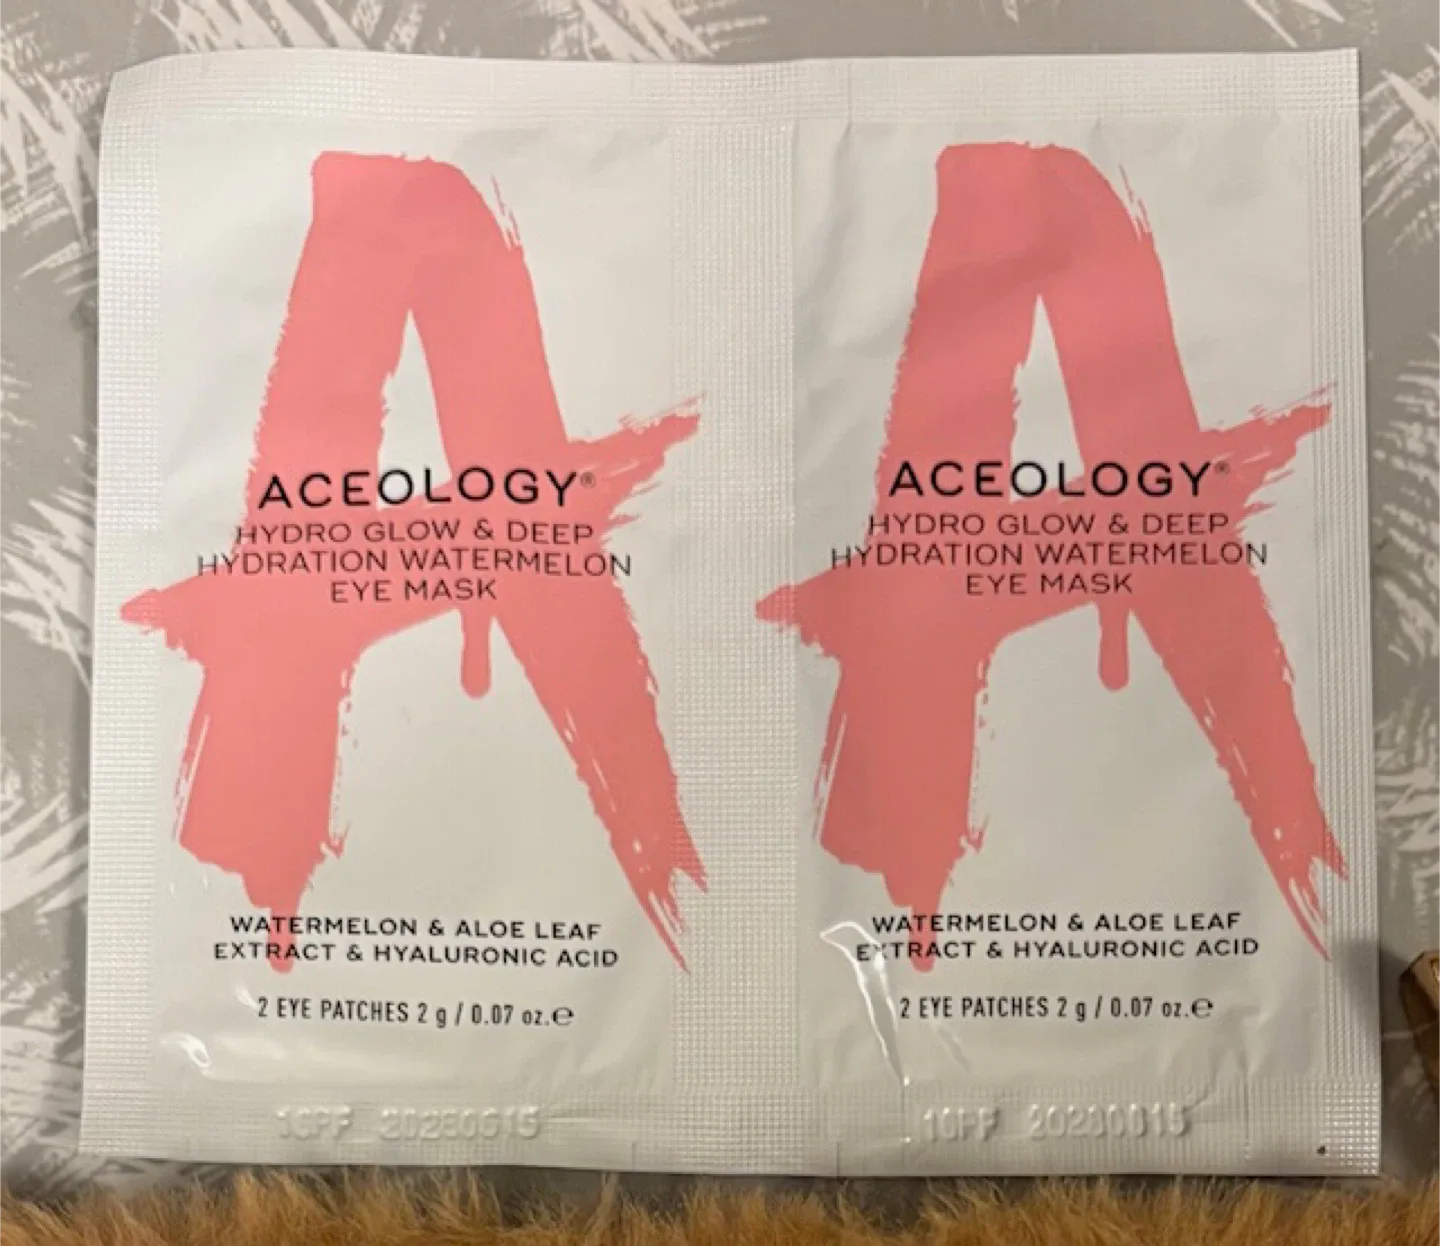 ACEOLOGY®
HYDRO GLOW & DEEP
HYDRATION WATERMELON
EYE MASK
WATERMELON & ALOE LEAF
EXTRACT & HYALURONIC ACID
2 EYE PATCHES 2 g / 0.07 oz.℮
ACEOLOGY®
HYDRO GLOW & DEEP
HYDRATION WATERMELON
EYE MASK
WATERMELON & ALOE LEAF
EXTRACT & HYALURONIC ACID
2 EYE PATCHES 2 g / 0.07 oz.℮